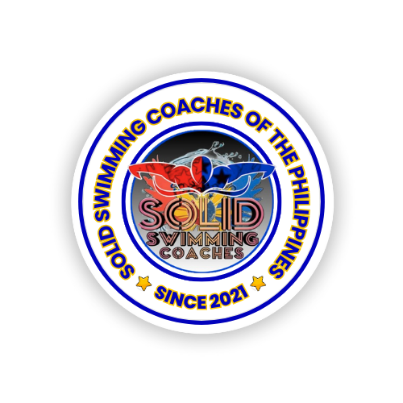 SOLID SWIMMING COACHES OF THE PHILIPPINES
SOLID
SWIMMING
COACHES
SINCE 2021